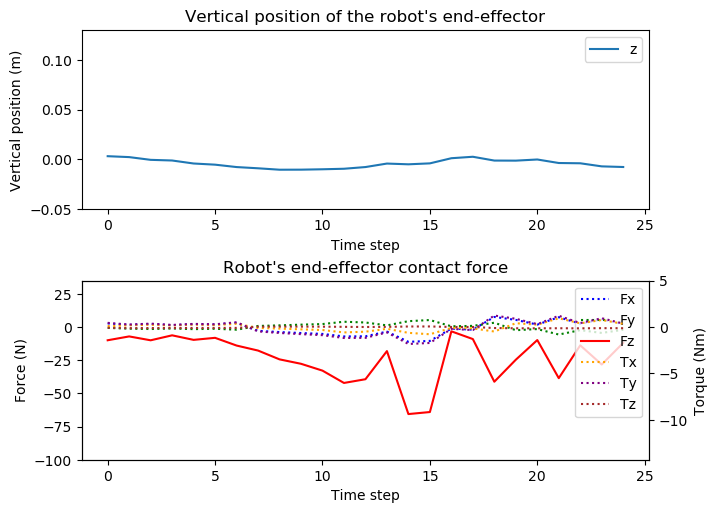 Vertical position of the robot's end-effector
Vertical position (m)
0.10
0.05
0.00
−0.05
z
0
5
10
15
20
25
Time step
Robot's end-effector contact force
Force (N)
25
0
−25
−50
−75
−100
Fx
Fy
Fz
Tx
Ty
Tz
5
0
−5
−10
Torque (Nm)
0
5
10
15
20
25
Time step